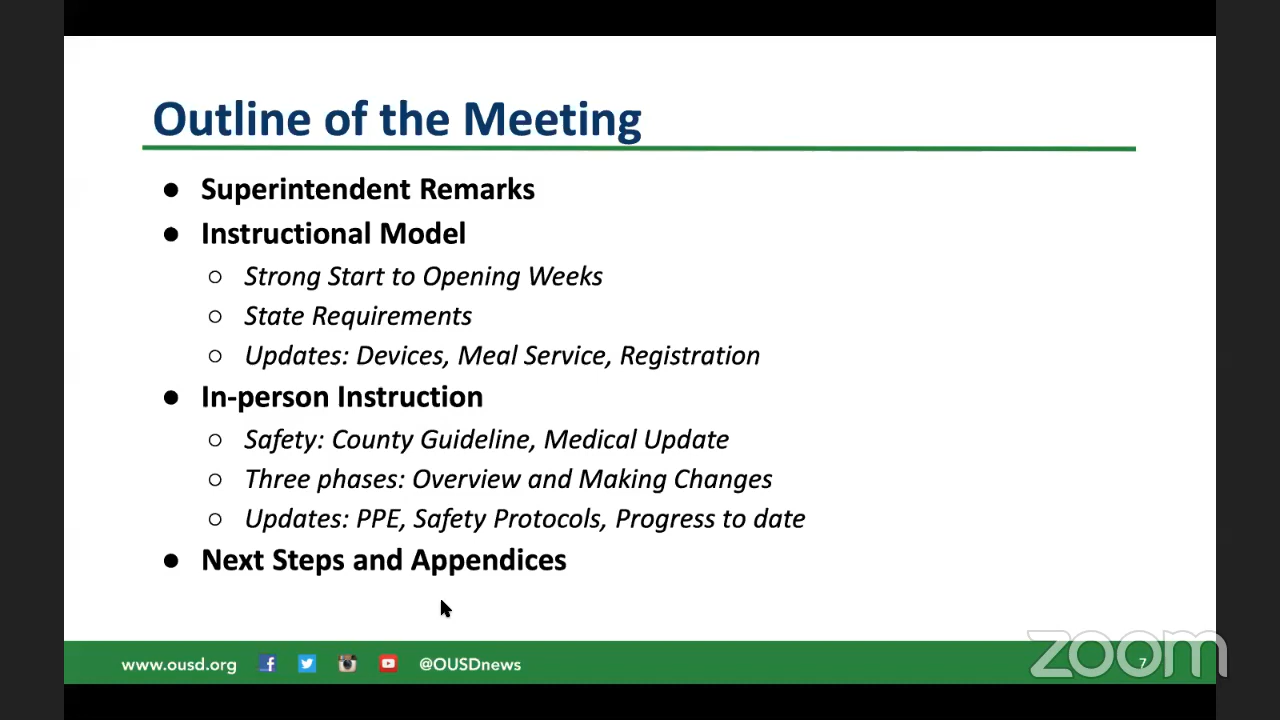 Outline of the Meeting
● Superintendent Remarks
● Instructional Model
○ Strong Start to Opening Weeks
○ State Requirements
○ Updates: Devices, Meal Service, Registration
● In-person Instruction
○ Safety: County Guideline, Medical Update
○ Three phases: Overview and Making Changes
○ Updates: PPE, Safety Protocols, Progress to date
● Next Steps and Appendices
www.ousd.org @OUSDnews 7
zoom